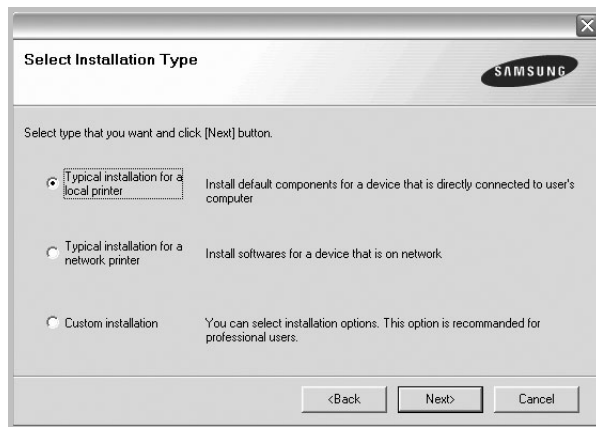 Select Installation Type
SAMSUNG
Select type that you want and click [Next] button.
Typical installation for a
local printer
Install default components for a device that is directly connected to user's
computer
Typical installation for a
network printer
Install softwares for a device that is on network
Custom installation
You can select installation options. This option is recommanded for
professional users.
<Back
Next>
Cancel